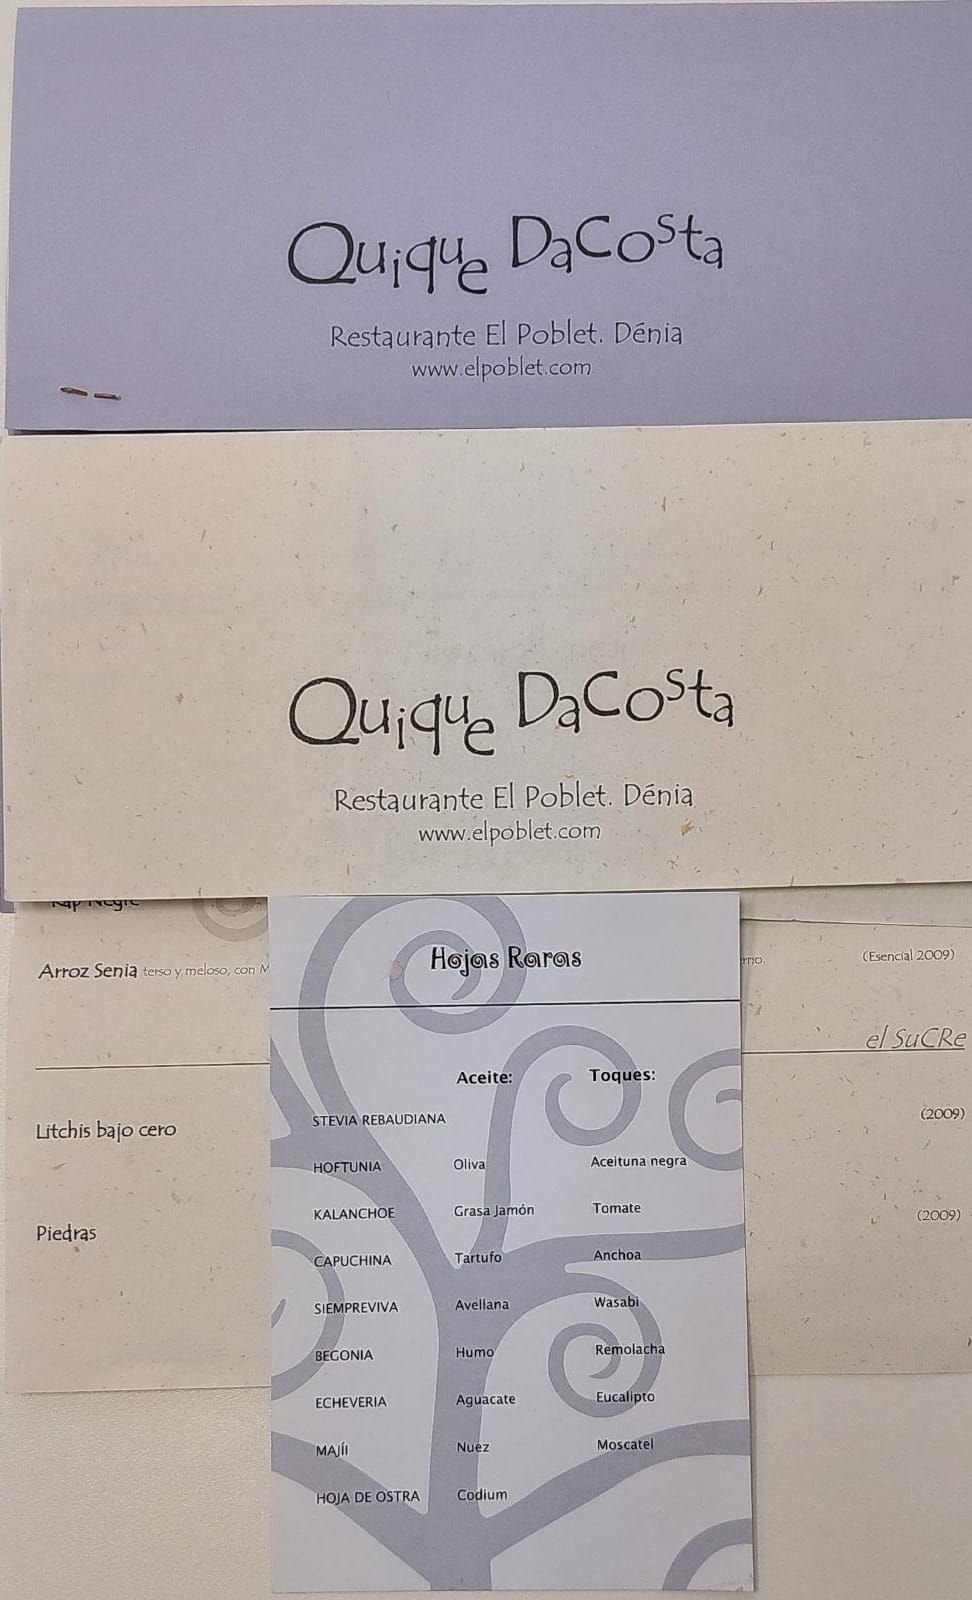 Quique DaCosta
Restaurante El Poblet. Dénia
www.elpoblet.com
Quique DaCosta
Restaurante El Poblet. Dénia
www.elpoblet.com
Arroz Senia terso y meloso, con
(Esencial 2009)
el SuCRe
Litchis bajo cero (2009)
Piedras (2009)
Hojas Raras
Aceite: Toques:
STEVIA REBAUDIANA
HOFTUNIA Oliva Aceituna negra
KALANCHOE Grasa Jamón Tomate
CAPUCHINA Tartufo Anchoa
SIEMPREVIVA Avellana Wasabi
BEGONIA Humo Remolacha
ECHEVERIA Aguacate Eucalipto
MAJÍI Nuez Moscatel
HOJA DE OSTRA Codium